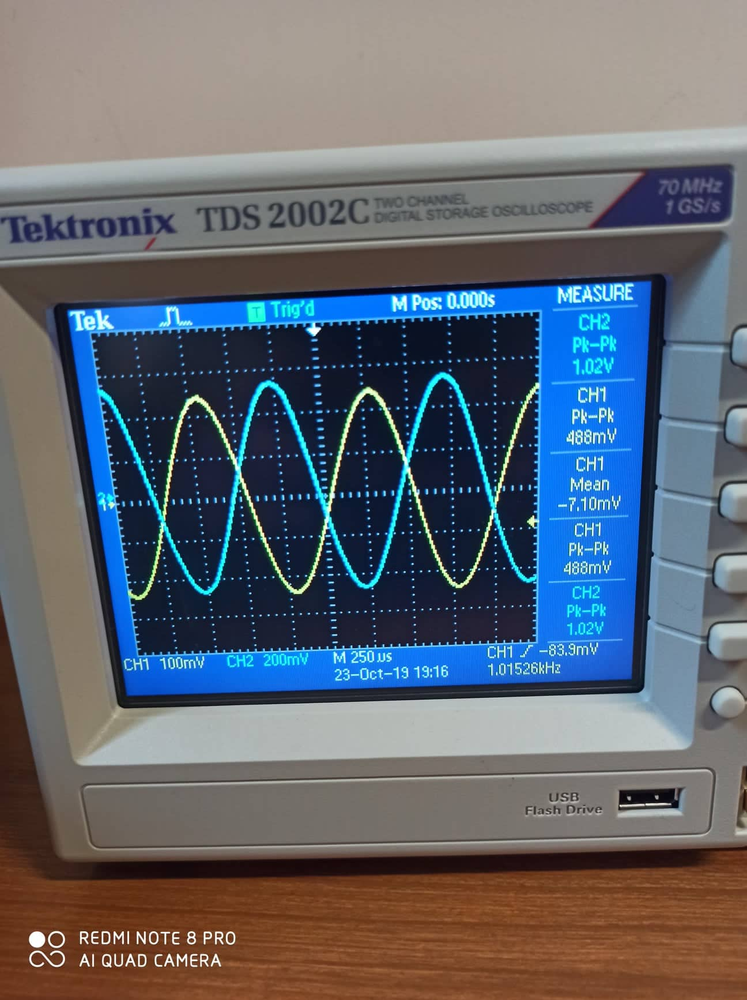 Tektronix TDS 2002C TWO CHANNEL
DIGITAL STORAGE OSCILLOSCOPE
70 MHz
1 GS/s
Tek T Trig'd M Pos: 0.000s MEASURE
CH2
Pk-Pk
1.02V
CH1
Pk-Pk
488mV
CH1
Mean
-7.10mV
CH1
Pk-Pk
488mV
CH2
Pk-Pk
1.02V
2
1
CH1 100mV CH2 200mV M 250µs CH1 -83.9mV
23-Oct-19 19:16 1.01526kHz
USB
Flash Drive
REDMI NOTE 8 PRO
AI QUAD CAMERA